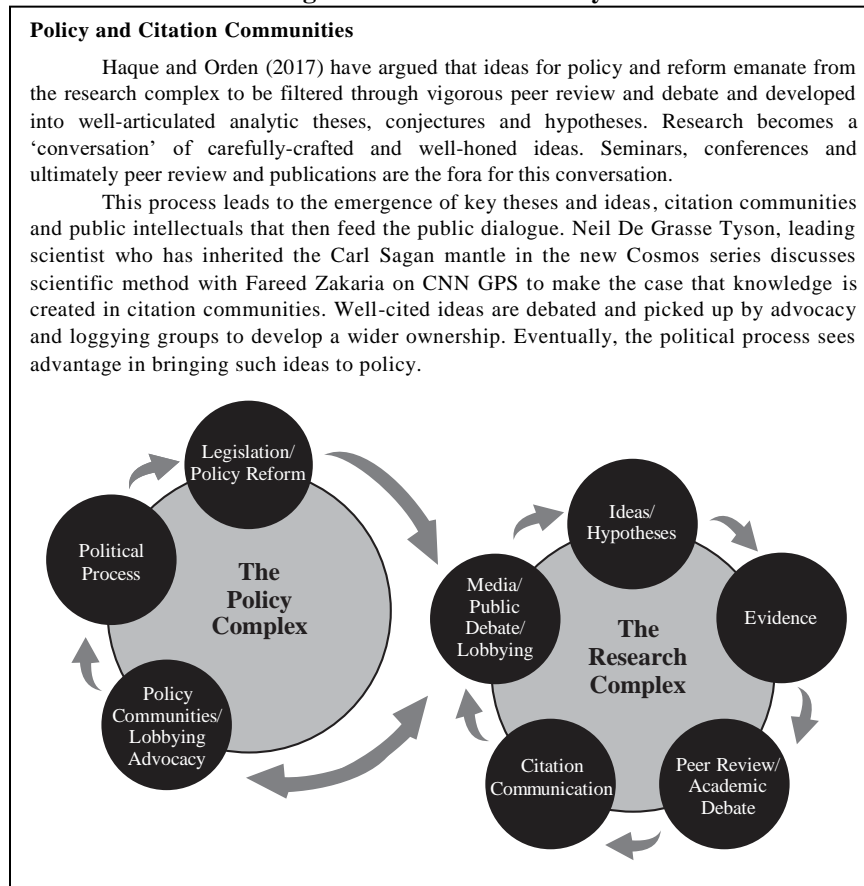 Policy and Citation Communities
Haque and Orden (2017) have argued that ideas for policy and reform emanate from
the research complex to be filtered through vigorous peer review and debate and developed
into well-articulated analytic theses, conjectures and hypotheses. Research becomes a
‘conversation’ of carefully-crafted and well-honed ideas. Seminars, conferences and
ultimately peer review and publications are the fora for this conversation.
This process leads to the emergence of key theses and ideas, citation communities
and public intellectuals that then feed the public dialogue. Neil De Grasse Tyson, leading
scientist who has inherited the Carl Sagan mantle in the new Cosmos series discusses
scientific method with Fareed Zakaria on CNN GPS to make the case that knowledge is
created in citation communities. Well-cited ideas are debated and picked up by advocacy
and loggying groups to develop a wider ownership. Eventually, the political process sees
advantage in bringing such ideas to policy.
Legislation/
Policy Reform
Political
Process
The
Policy
Complex
Policy
Communities/
Lobbying
Advocacy
Media/
Public
Debate/
Lobbying
Ideas/
Hypotheses
Evidence
The
Research
Complex
Citation
Communication
Peer Review/
Academic
Debate